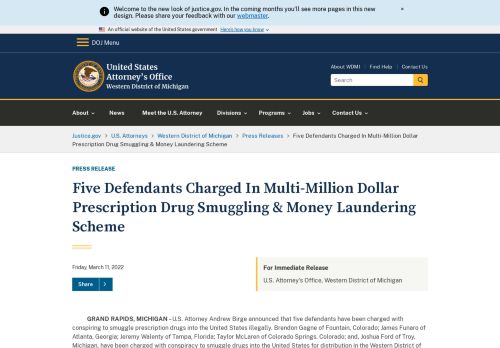 Welcome to the new look of justice.gov. In the coming months you'll see more pages in this new
design. Please share your feedback with our webmaster.
×
An official website of the United States government Here's how you know
DOJ Menu
United States
Attorney's Office
Western District of Michigan
About WDMI Find Help Contact Us
Search
About News Meet the U.S. Attorney Divisions Programs Jobs Contact Us
Justice.gov > U.S. Attorneys > Western District of Michigan > Press Releases > Five Defendants Charged In Multi-Million Dollar
Prescription Drug Smuggling & Money Laundering Scheme
PRESS RELEASE
Five Defendants Charged In Multi-Million Dollar
Prescription Drug Smuggling & Money Laundering
Scheme
Friday, March 11, 2022
Share >
For Immediate Release
U.S. Attorney's Office, Western District of Michigan
GRAND RAPIDS, MICHIGAN – U.S. Attorney Andrew Birge announced that five defendants have been charged with
conspiring to smuggle prescription drugs into the United States illegally. Brendon Gagne of Fountain, Colorado; James Funaro of
Atlanta, Georgia; Jeremy Walenty of Tampa, Florida; Taylor McLaren of Colorado Springs, Colorado; and, Joshua Ford of Troy,
Michigan, have been charged with conspiracy to smuggle drugs into the United States for distribution in the Western District of